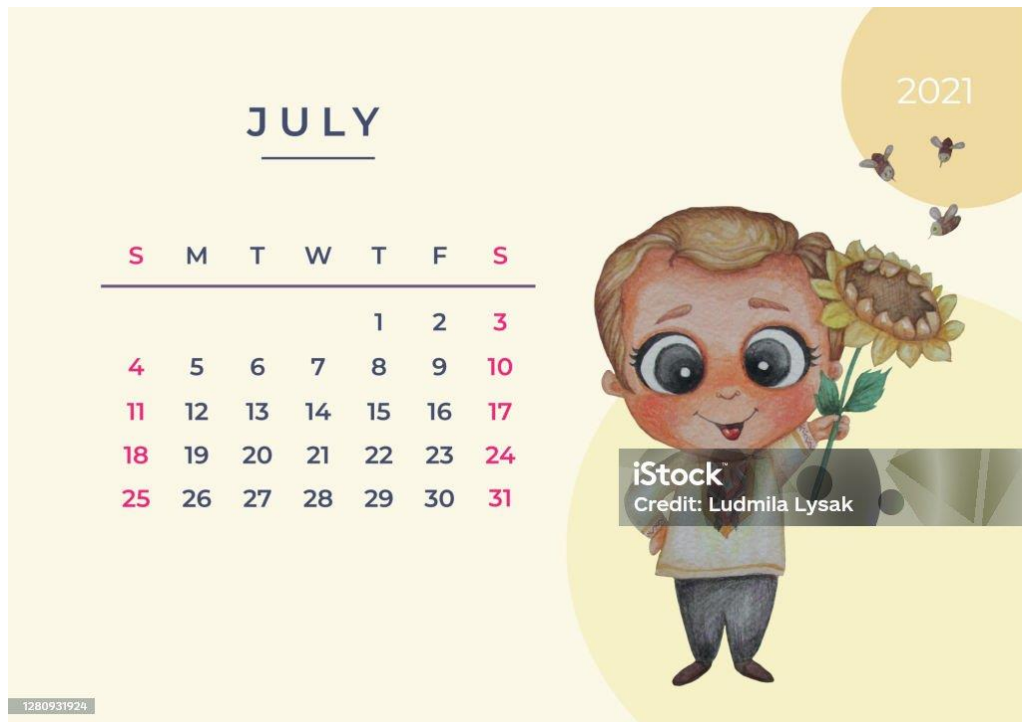 2021
JULY
S M T W T F S
1 2 3
4 5 6 7 8 9 10
11 12 13 14 15 16 17
18 19 20 21 22 23 24
25 26 27 28 29 30 31
iStock™
Credit: Ludmila Lysak
1280931924